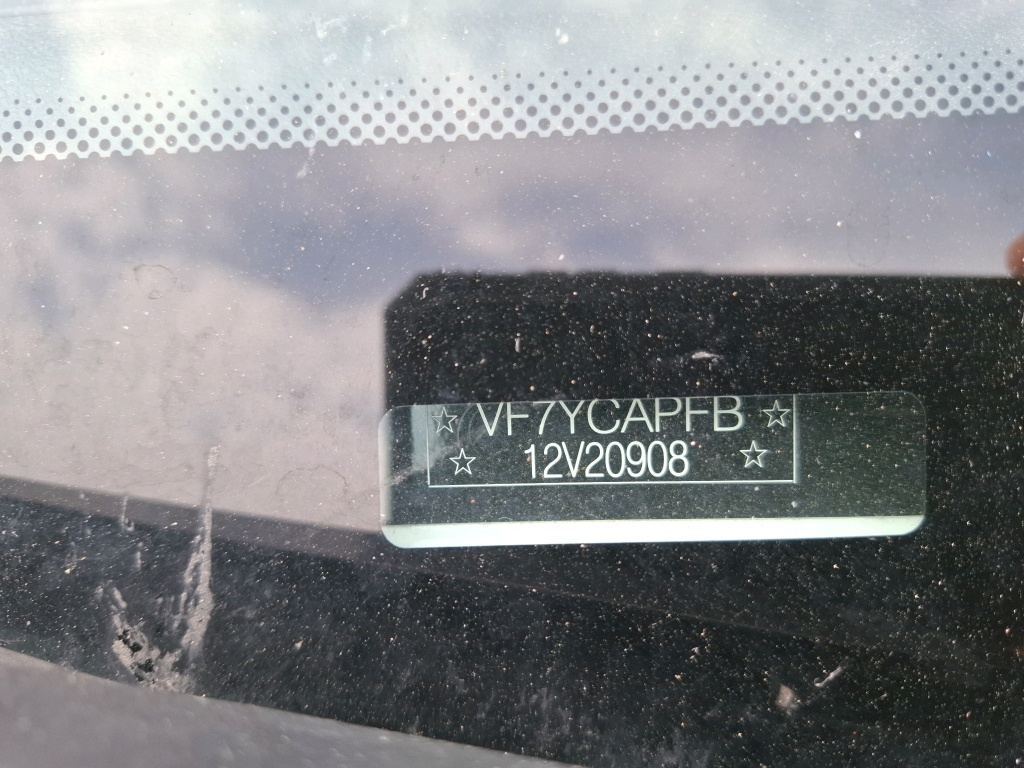 ☆ VF7YCAPFB ☆
☆ 12V20908 ☆